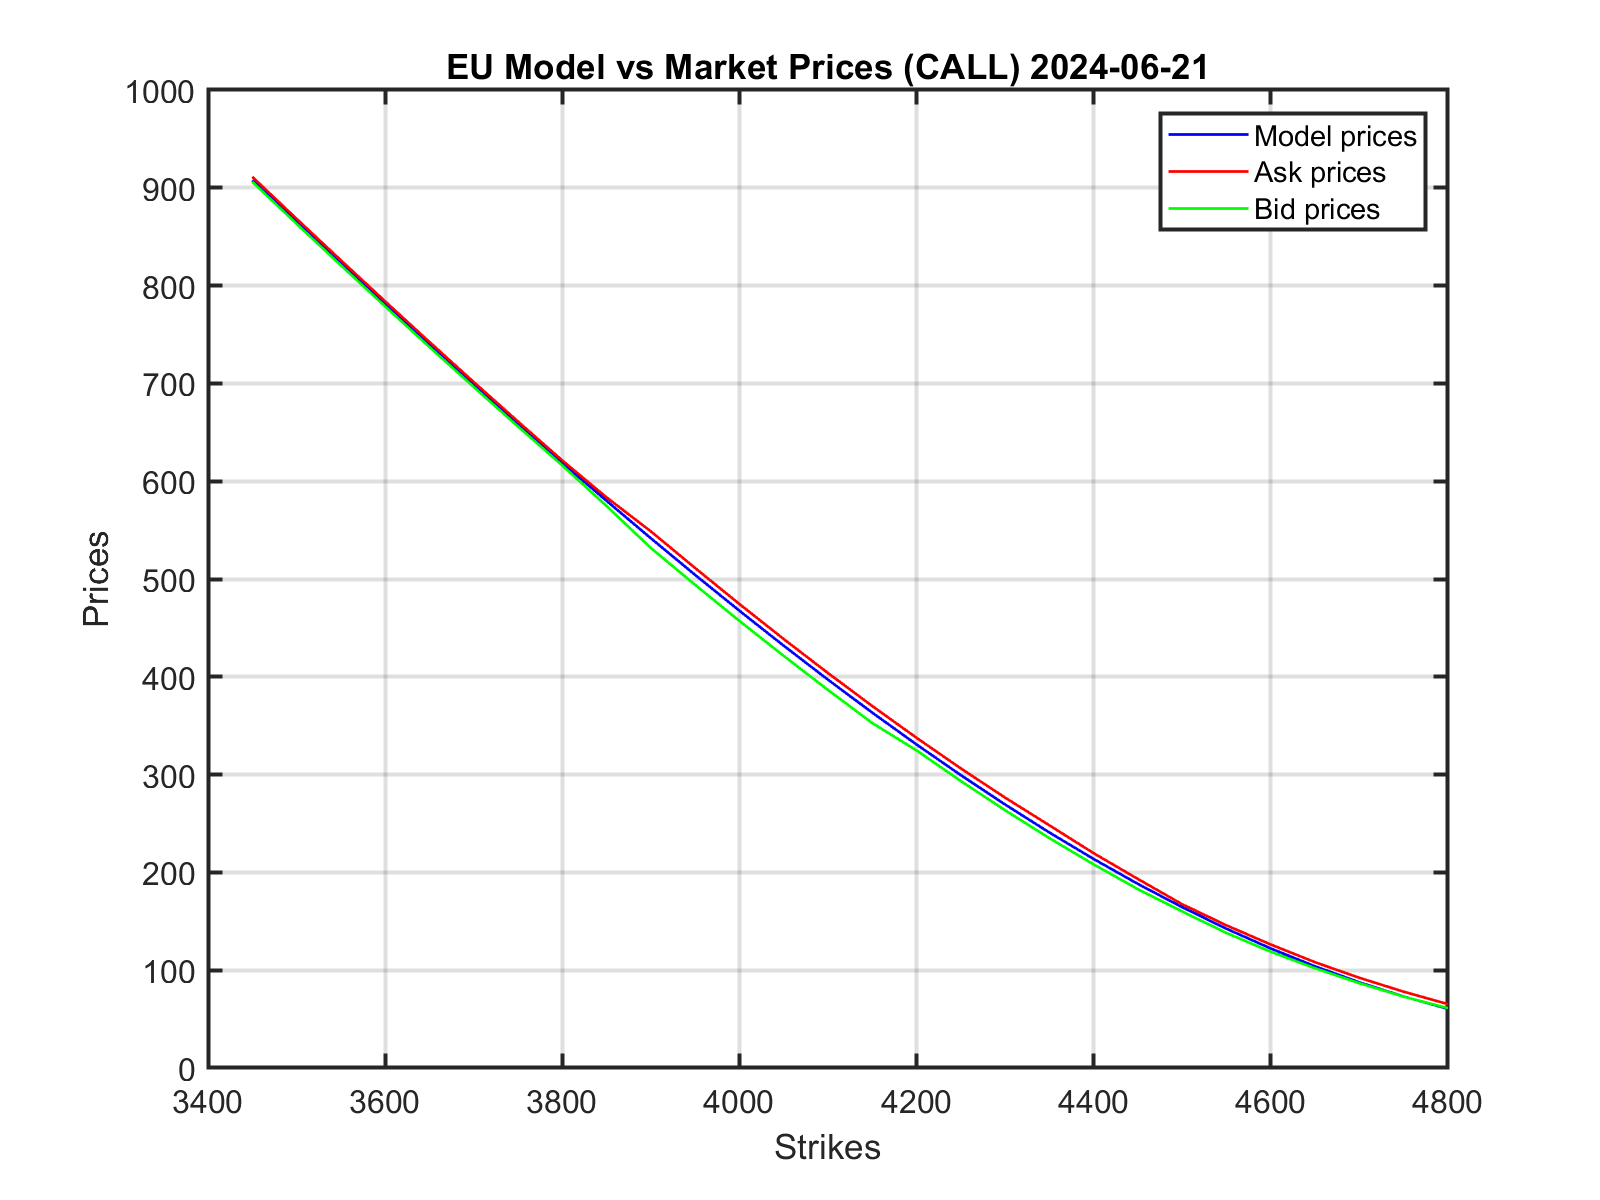 EU Model vs Market Prices (CALL) 2024-06-21
1000
900
800
700
600
500
400
300
200
100
0
Prices
Model prices
Ask prices
Bid prices
3400 3600 3800 4000 4200 4400 4600 4800
Strikes